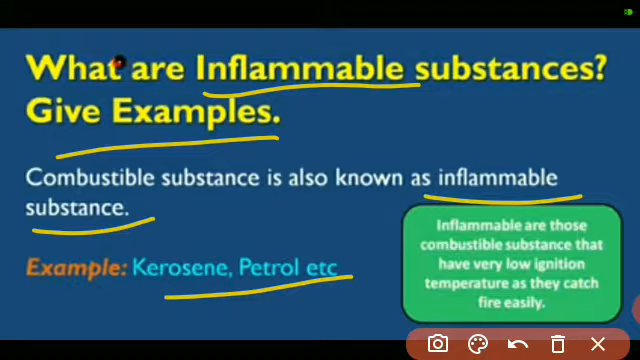 What are Inflammable substances?
Give Examples.
Combustible substance is also known as inflammable
substance.
Example: Kerosene, Petrol etc
Inflammable are those
combustible substance that
have very low ignition
temperature as they catch
fire easily.